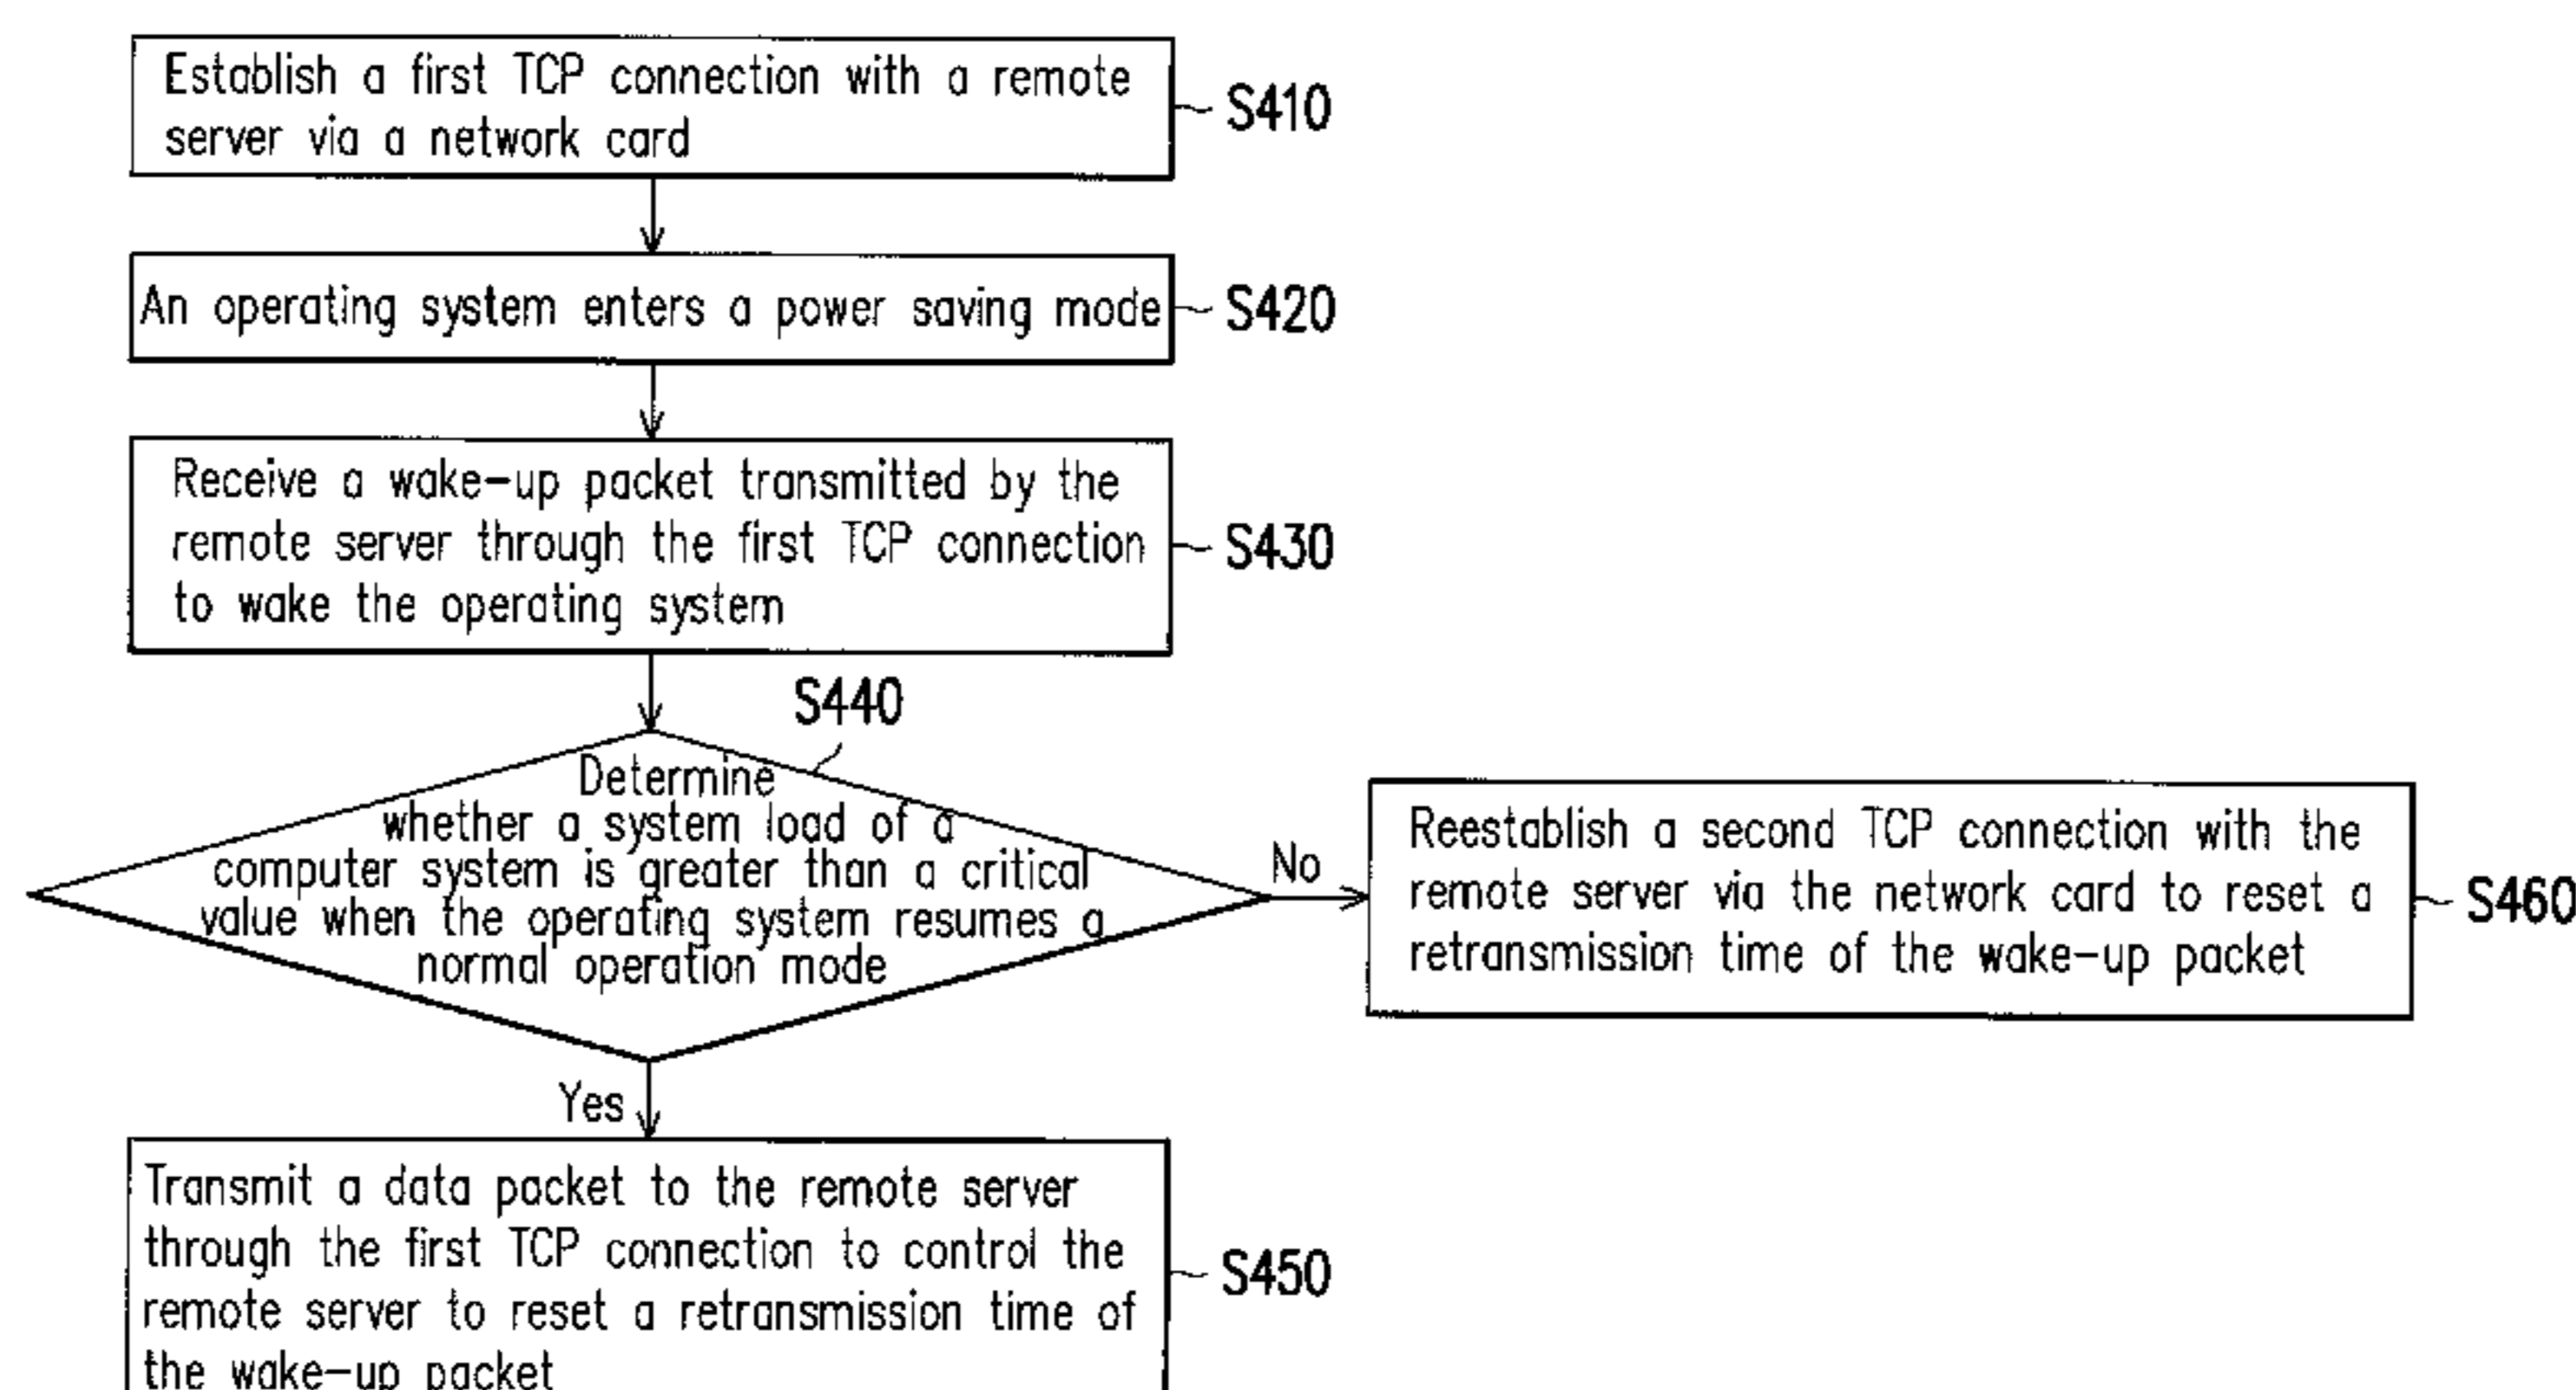 Establish a first TCP connection with a remote
server via a network card
S410
An operating system enters a power saving mode
S420
Receive a wake-up packet transmitted by the
remote server through the first TCP connection
to wake the operating system
S430
S440
Determine
whether a system load of a
computer system is greater than a critical
value when the operating system resumes a
normal operation mode
No
Reestablish a second TCP connection with the
remote server via the network card to reset a
retransmission time of the wake-up packet
S460
Yes
Transmit a data packet to the remote server
through the first TCP connection to control the
remote server to reset a retransmission time of
the wake-up packet
S450